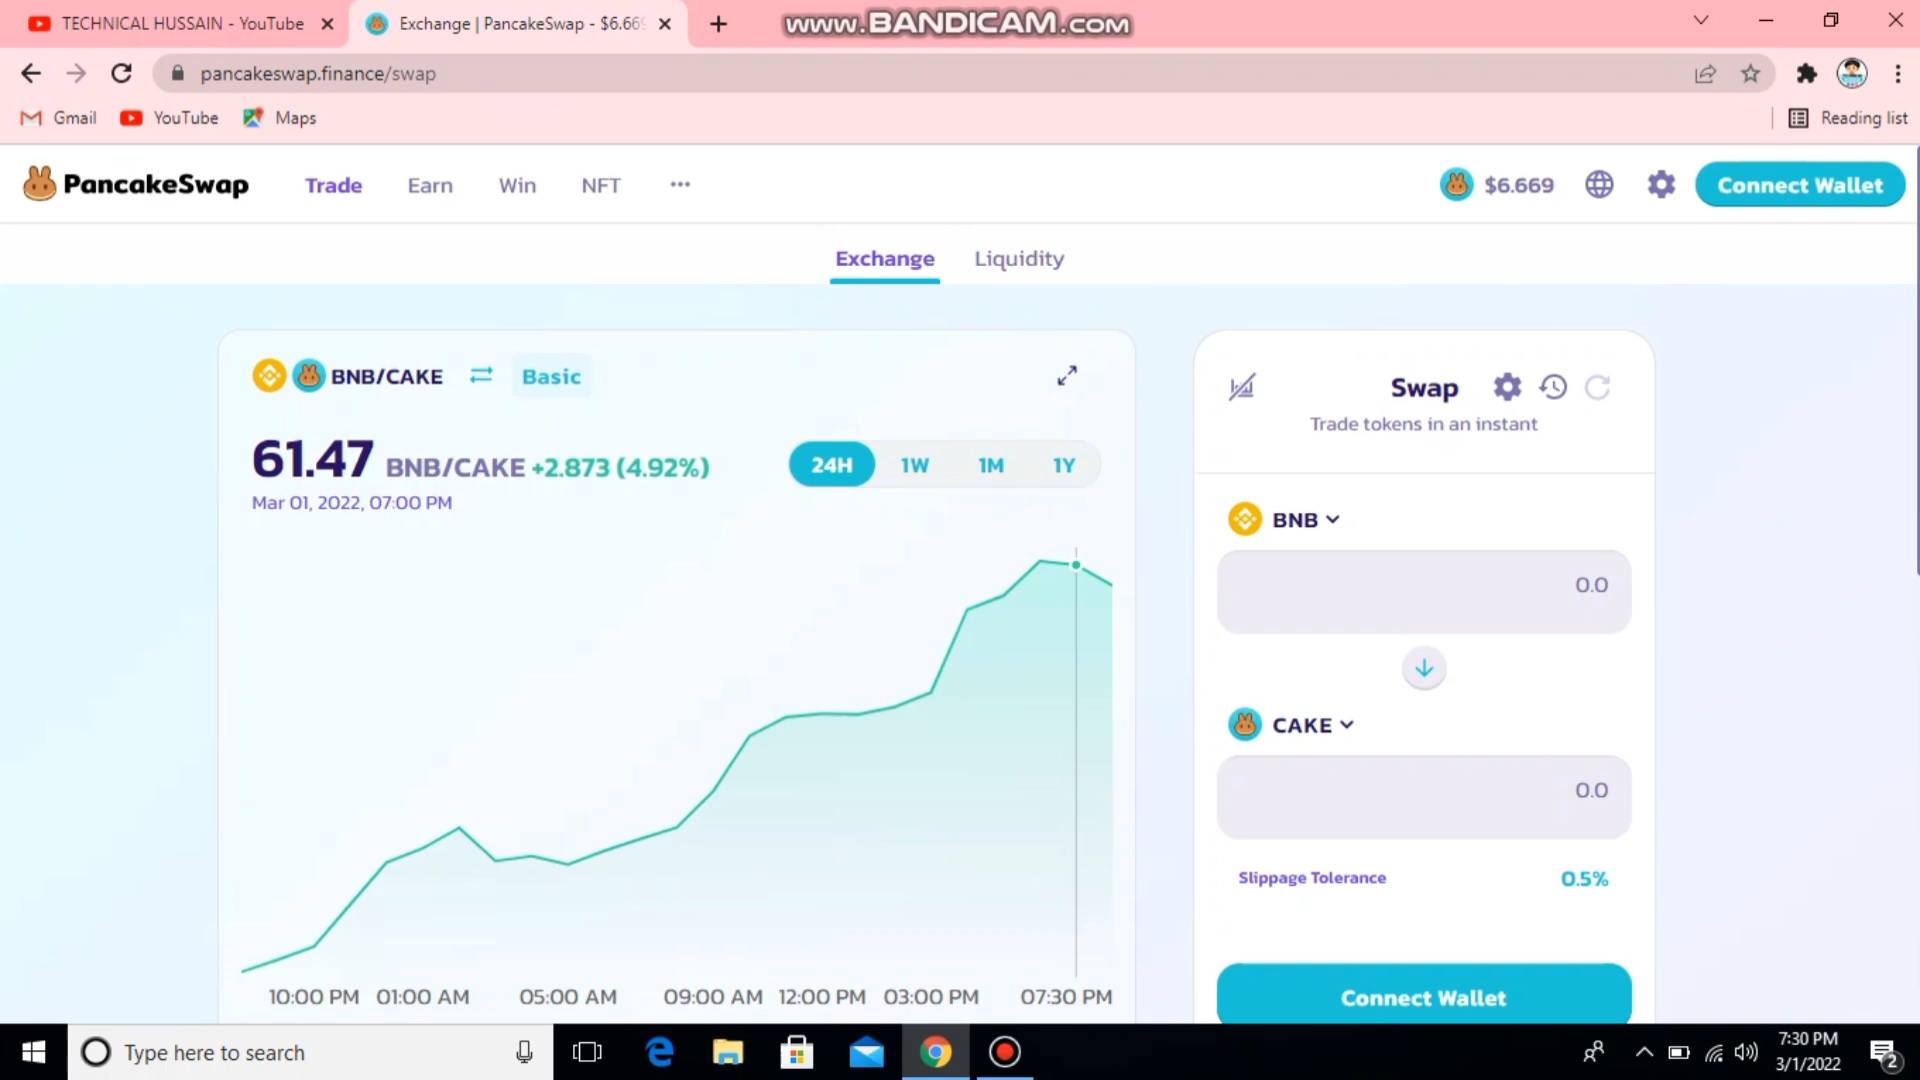 TECHNICAL HUSSAIN - YouTube
Exchange | PancakeSwap - $6.669
www.BANDICAM.com
pancakeswap.finance/swap
Gmail
YouTube
Maps
Reading list
PancakeSwap
Trade
Earn
Win
NFT
$6.669
Connect Wallet
Exchange
Liquidity
BNB/CAKE
Basic
61.47 BNB/CAKE +2.873 (4.92%)
Mar 01, 2022, 07:00 PM
24H
1W
1M
1Y
10:00 PM
01:00 AM
05:00 AM
09:00 AM
12:00 PM
03:00 PM
07:30 PM
Swap
Trade tokens in an instant
BNB
0.0
CAKE
0.0
Slippage Tolerance
0.5%
Connect Wallet
Type here to search
7:30 PM
3/1/2022
2